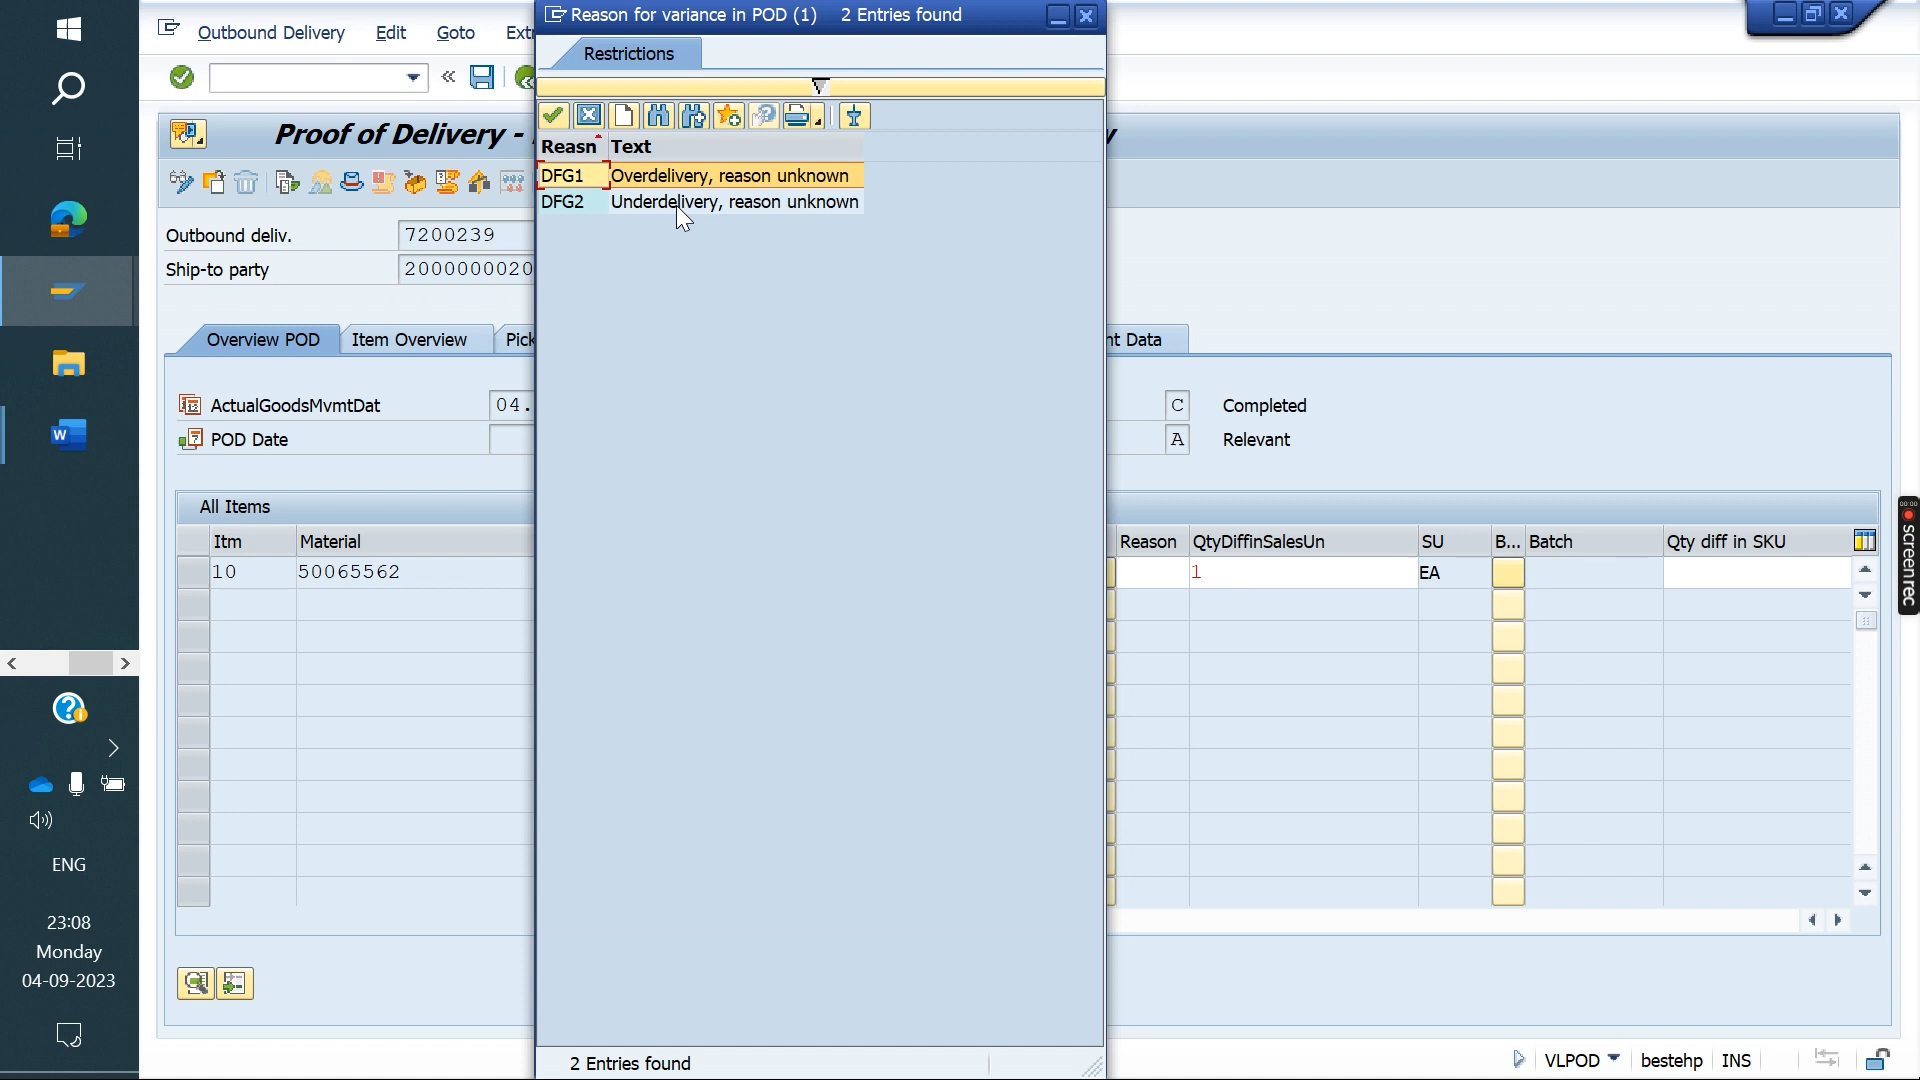 Outbound Delivery Edit Goto Ext
Reason for variance in POD (1) 2 Entries found
Restrictions
Proof of Delivery -
Reasn Text
DFG1 Overdelivery, reason unknown
DFG2 Underdelivery, reason unknown
Outbound deliv. 7200239
Ship-to party 2000000020
Overview POD Item Overview Pick nt Data
ActualGoodsMvmtDat 04. C Completed
POD Date A Relevant
All Items
Itm Material Reason QtyDiffinSalesUn SU B... Batch Qty diff in SKU
10 50065562 1 EA
2 Entries found
VLPOD bestehp INS
W
ENG
23:08
Monday
04-09-2023
00:00
screenrec